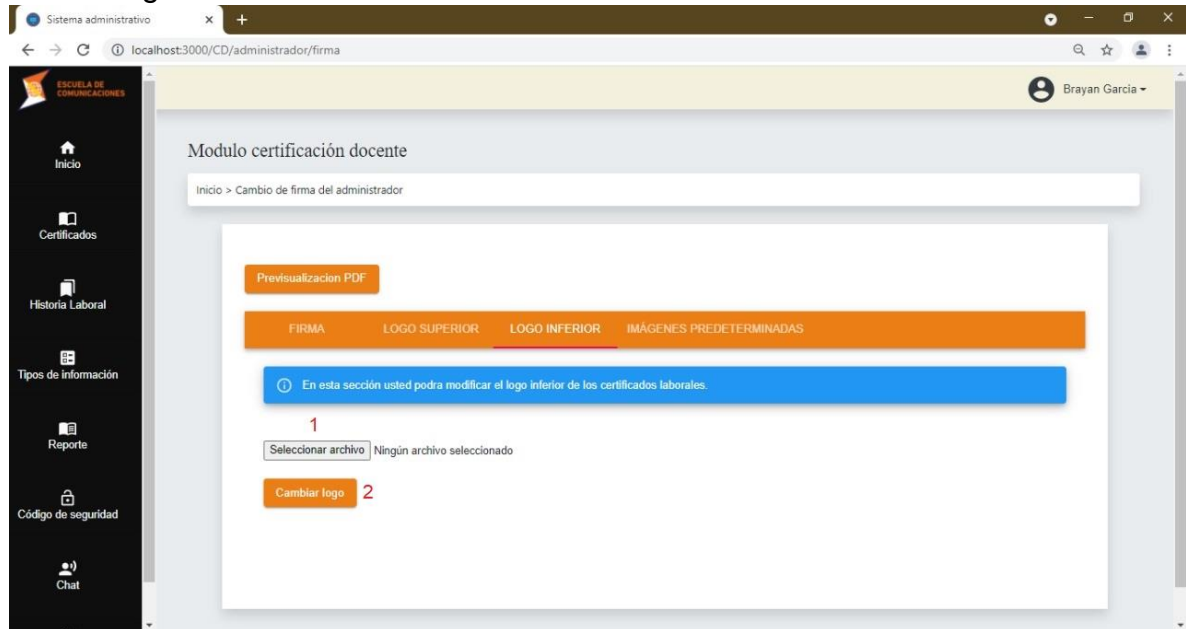 Sistema administrativo
localhost:3000/CD/administrador/firma
ESCUELA DE
COMUNICACIONES
Brayan Garcia
Inicio
Modulo certificación docente
Inicio > Cambio de firma del administrador
Certificados
Previsualizacion PDF
Historia Laboral
FIRMA LOGO SUPERIOR LOGO INFERIOR IMÁGENES PREDETERMINADAS
Tipos de información
En esta sección usted podra modificar el logo inferior de los certificados laborales.
1
Reporte
Seleccionar archivo Ningún archivo seleccionado
Cambiar logo 2
Código de seguridad
Chat